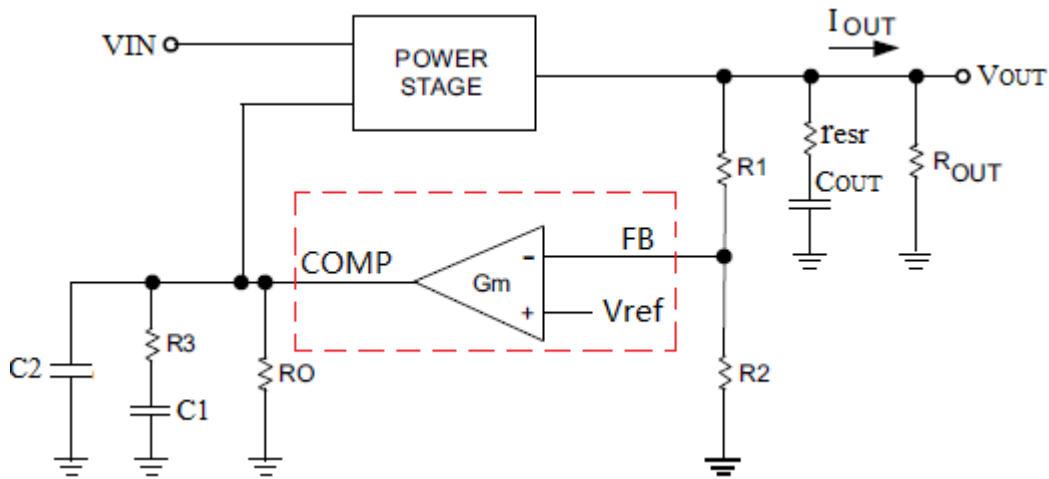 VIN
POWER
STAGE
IOUT
VOUT
resr
R1
COUT
ROUT
COMP
FB
-
Gm
+
Vref
C2
R3
RO
R2
C1